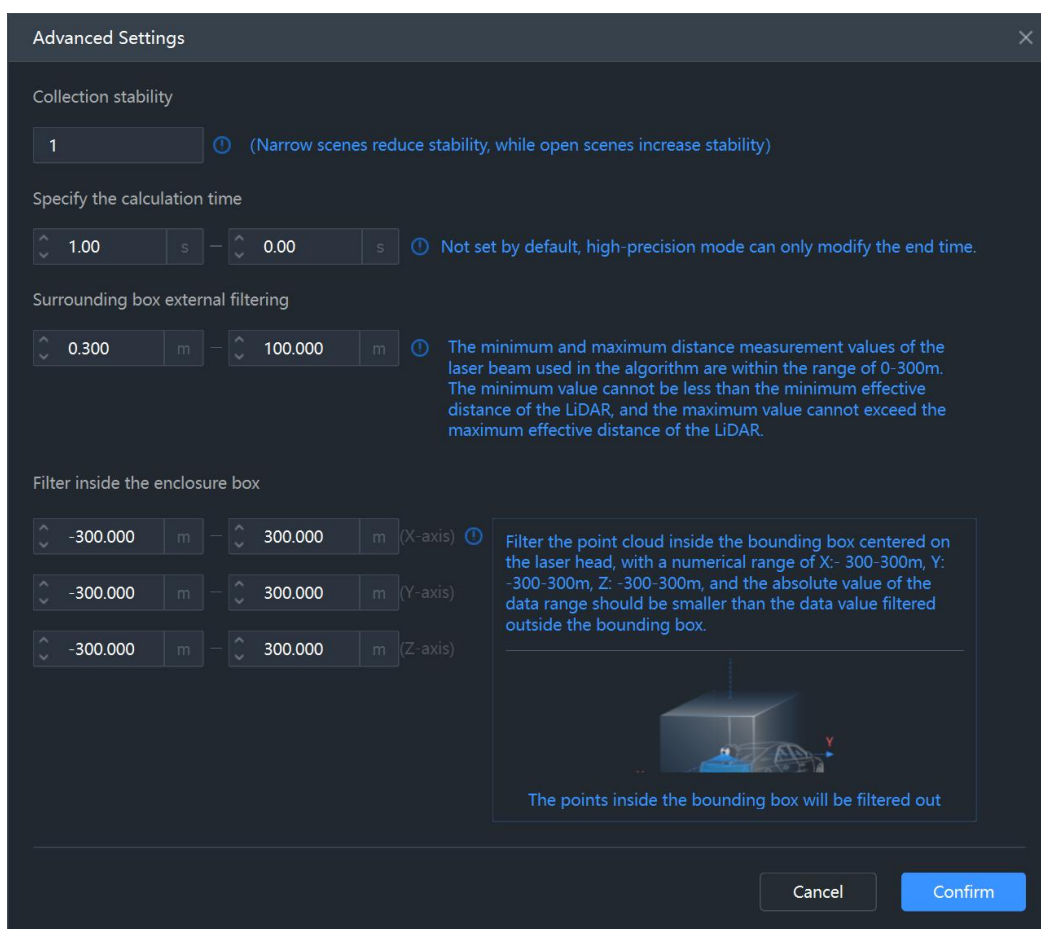 Advanced Settings
Collection stability
1 (Narrow scenes reduce stability, while open scenes increase stability)
Specify the calculation time
1.00 s – 0.00 s Not set by default, high-precision mode can only modify the end time.
Surrounding box external filtering
0.300 m – 100.000 m
The minimum and maximum distance measurement values of the
laser beam used in the algorithm are within the range of 0-300m.
The minimum value cannot be less than the minimum effective
distance of the LiDAR, and the maximum value cannot exceed the
maximum effective distance of the LiDAR.
Filter inside the enclosure box
-300.000 m – 300.000 m (X-axis)
-300.000 m – 300.000 m (Y-axis)
-300.000 m – 300.000 m (Z-axis)
Filter the point cloud inside the bounding box centered on
the laser head, with a numerical range of X:- 300-300m, Y:
-300-300m, Z: -300-300m, and the absolute value of the
data range should be smaller than the data value filtered
outside the bounding box.
Y
The points inside the bounding box will be filtered out
Cancel
Confirm